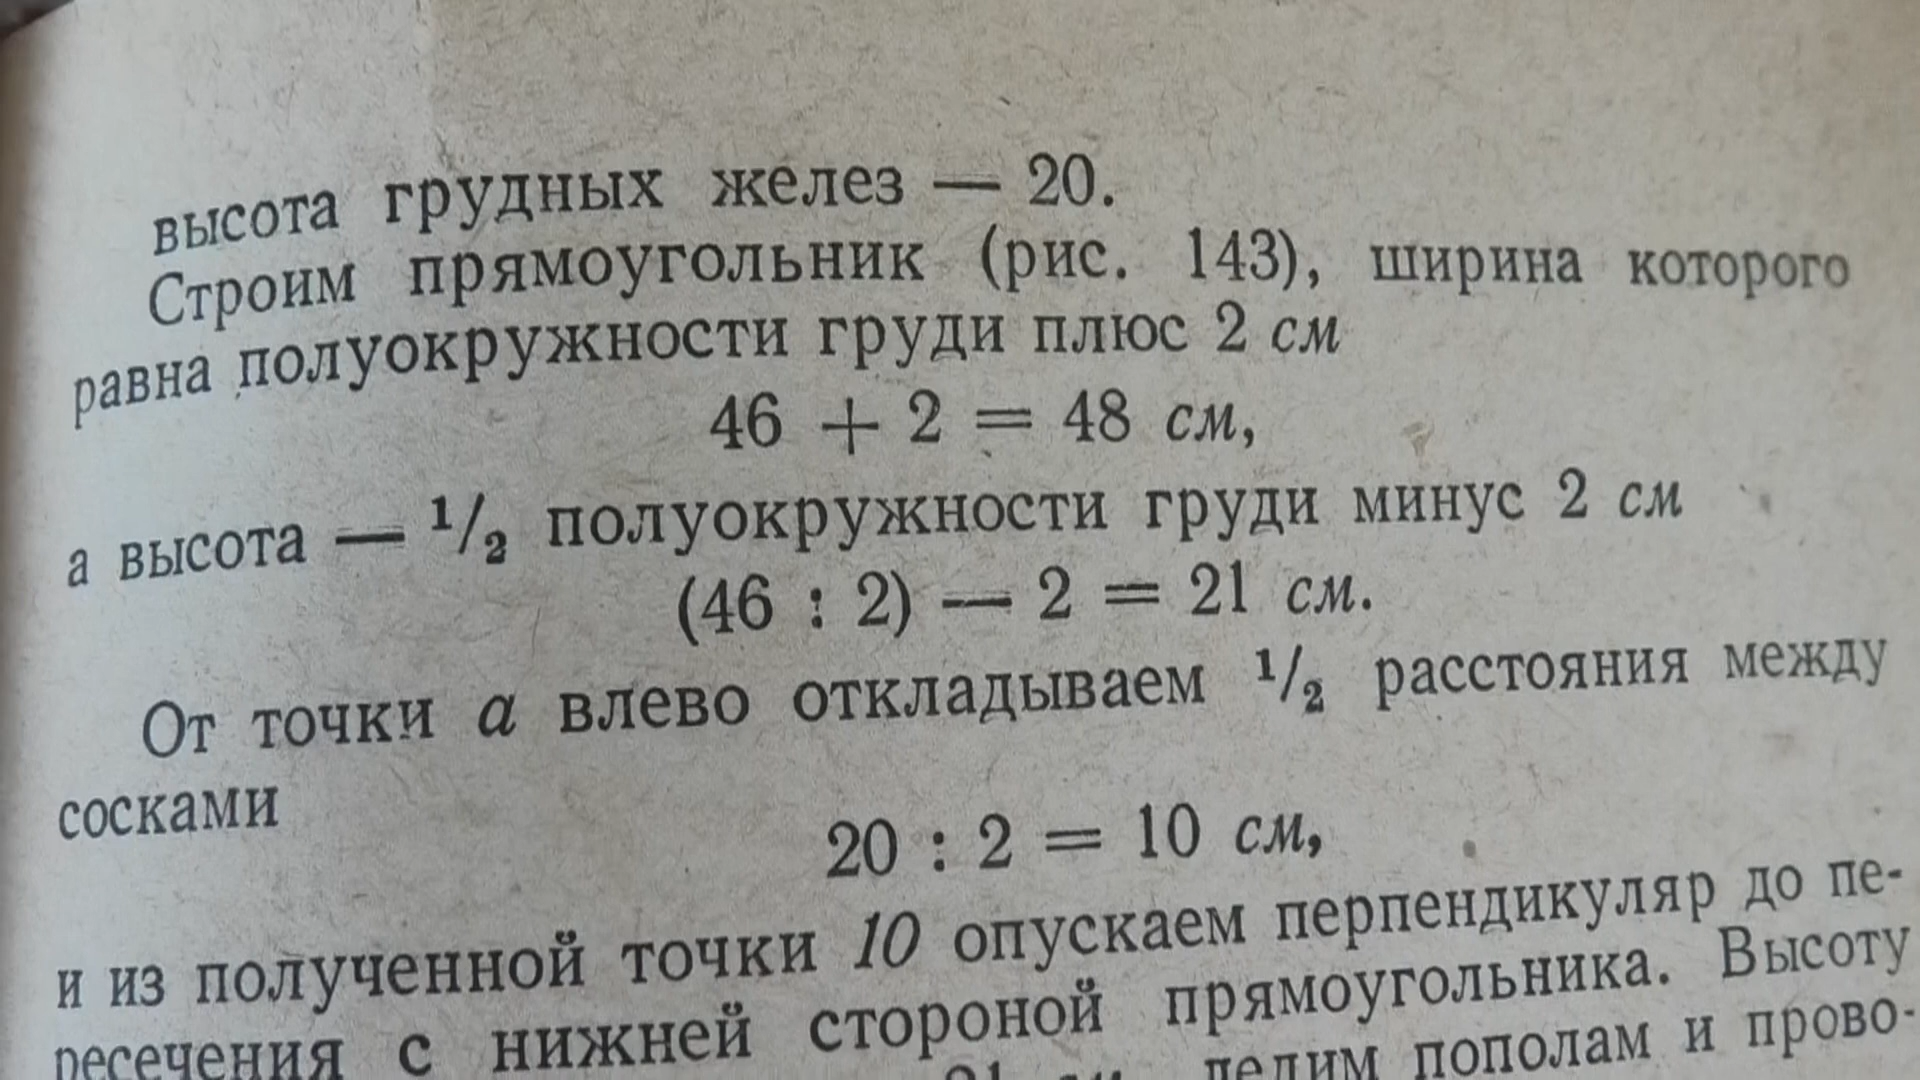 высота грудных желез — 20.
Строим прямоугольник (рис. 143), ширина которого
равна полуокружности груди плюс 2 см
46 + 2 = 48 см,
а высота — ¹/₂ полуокружности груди минус 2 см
(46 : 2) — 2 = 21 см.
От точки а влево откладываем ¹/₂ расстояния между
сосками
20 : 2 = 10 см,
и из полученной точки 10 опускаем перпендикуляр до пе-
ресечения с нижней стороной прямоугольника. Высоту
делим пополам и прово-